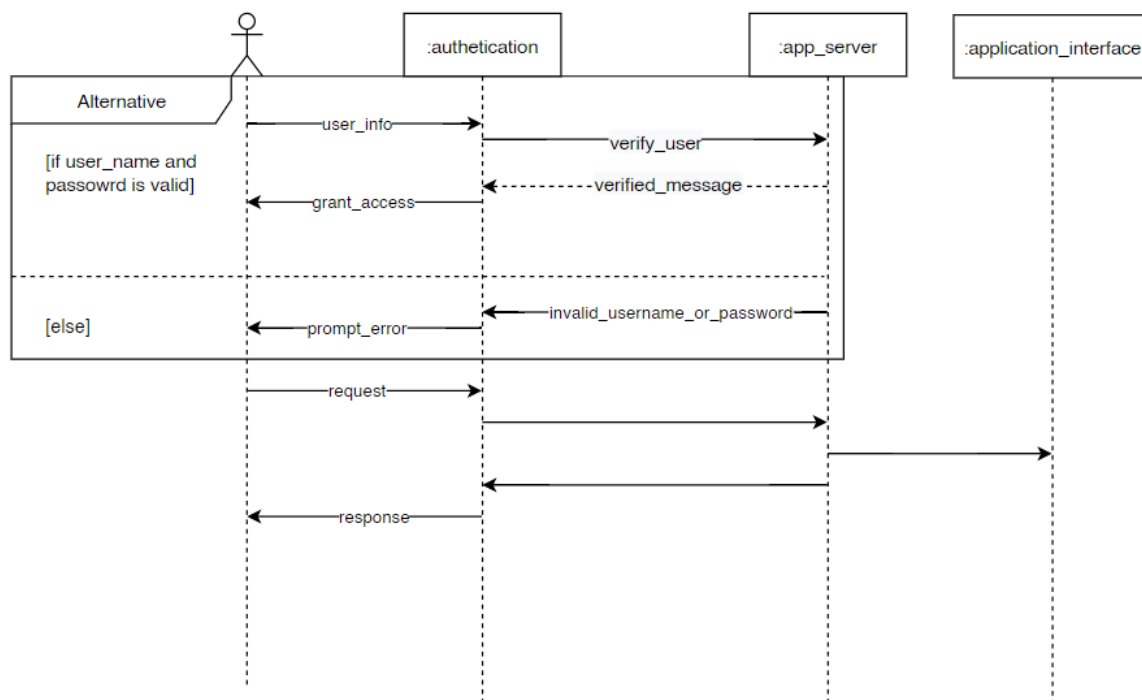 :authetication
:app_server
:application_interface
Alternative
user_info
verify_user
[if user_name and
passowrd is valid]
verified_message
grant_access
invalid_username_or_password
[else]
prompt_error
request
response